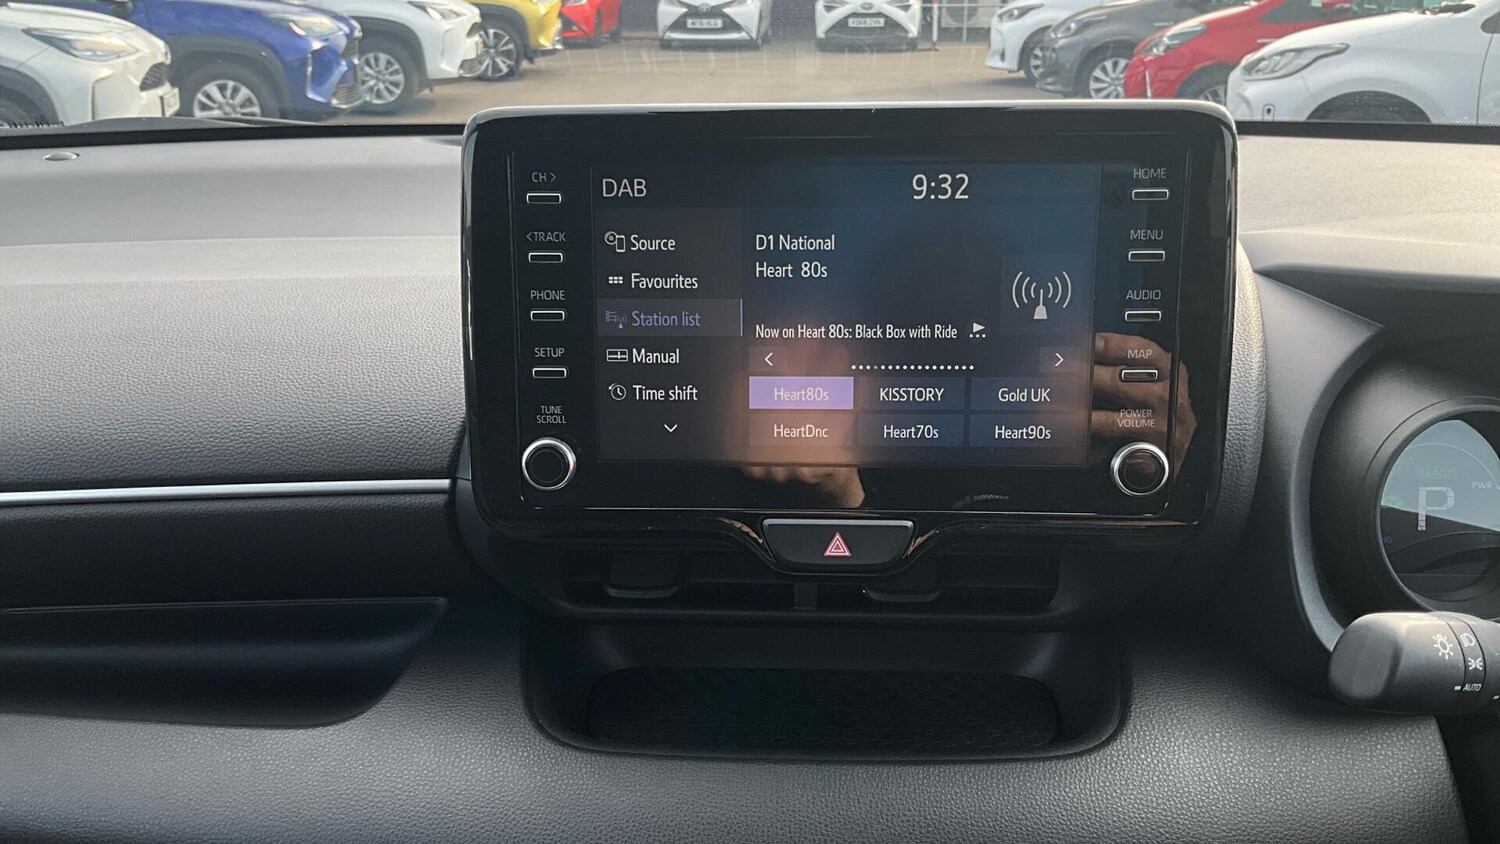 CH >
DAB
9:32
HOME
<TRACK
Source
D1 National
MENU
Heart 80s
PHONE
Favourites
AUDIO
Station list
Now on Heart 80s: Black Box with Ride
SETUP
Manual
MAP
Time shift
Heart80s
KISSTORY
Gold UK
TUNE
SCROLL
POWER
VOLUME
HeartDnc
Heart70s
Heart90s
PWR
P
AUTO